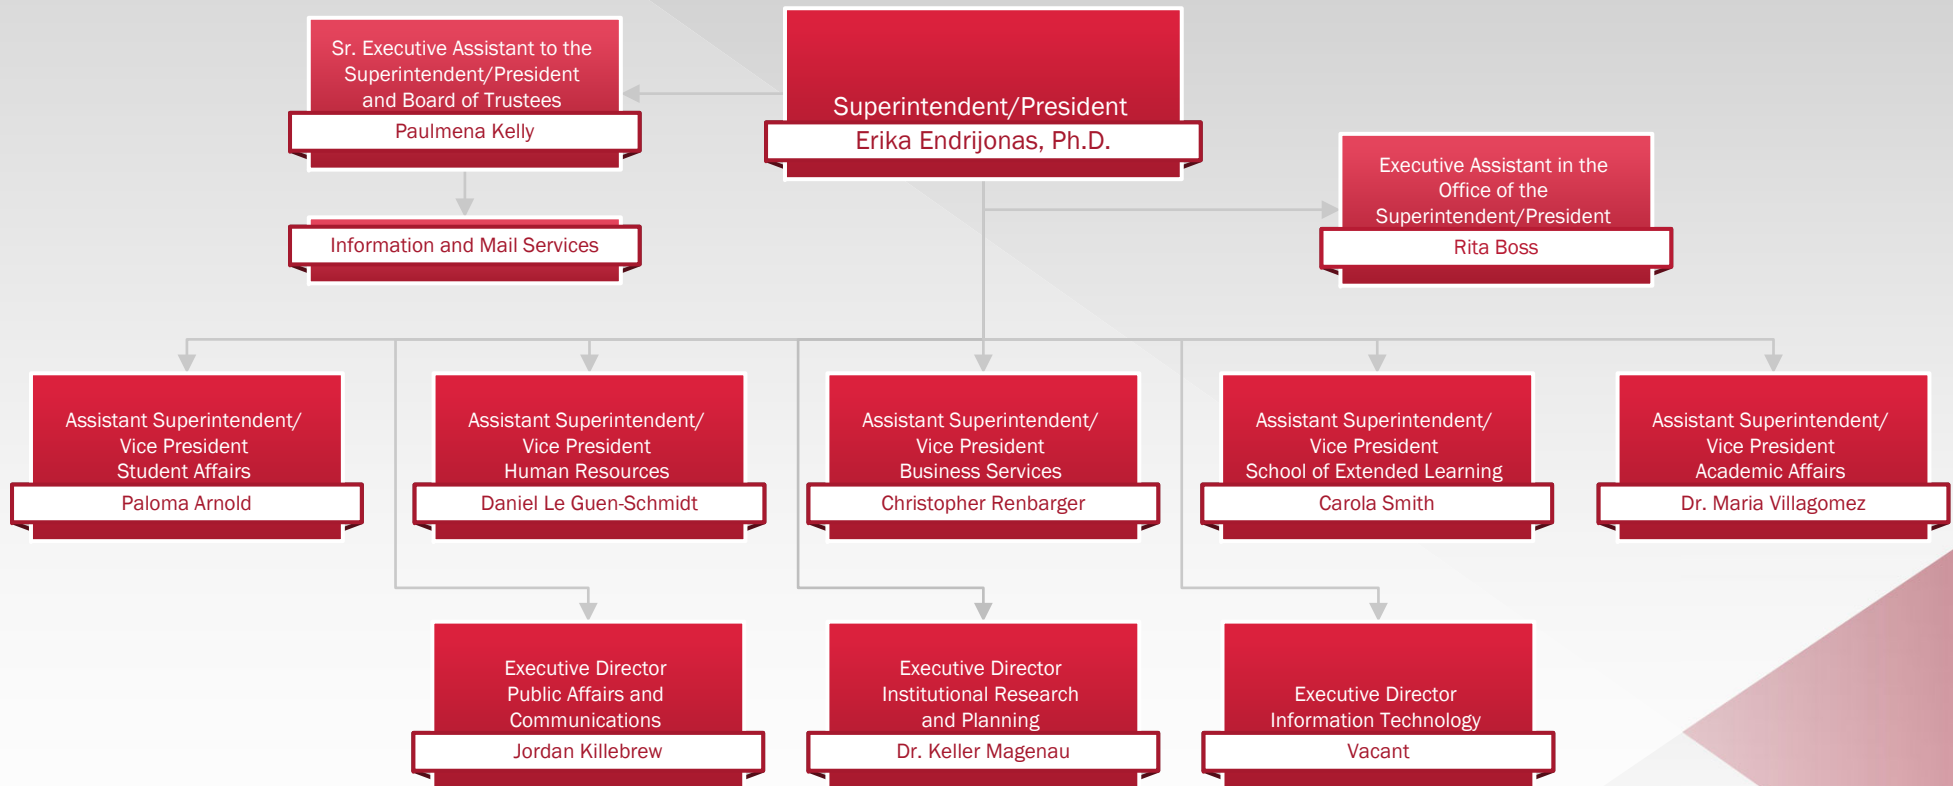 Sr. Executive Assistant to the
Superintendent/President
and Board of Trustees
Paulmena Kelly
Superintendent/President
Erika Endrijonas, Ph.D.
Executive Assistant in the
Office of the
Superintendent/President
Rita Boss
Information and Mail Services
Assistant Superintendent/
Vice President
Student Affairs
Paloma Arnold
Assistant Superintendent/
Vice President
Human Resources
Daniel Le Guen-Schmidt
Assistant Superintendent/
Vice President
Business Services
Christopher Renbarger
Assistant Superintendent/
Vice President
School of Extended Learning
Carola Smith
Assistant Superintendent/
Vice President
Academic Affairs
Dr. Maria Villagomez
Executive Director
Public Affairs and
Communications
Jordan Killebrew
Executive Director
Institutional Research
and Planning
Dr. Keller Magenau
Executive Director
Information Technology
Vacant